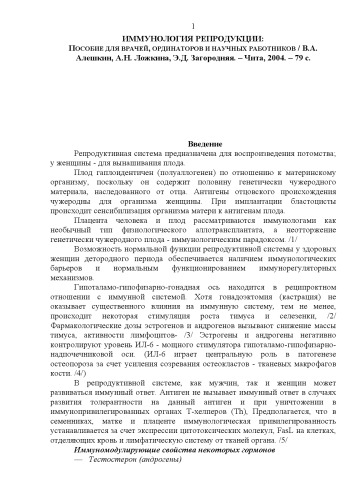 1
ИММУНОЛОГИЯ РЕПРОДУКЦИИ:
ПОСОБИЕ ДЛЯ ВРАЧЕЙ, ОРДИНАТОРОВ И НАУЧНЫХ РАБОТНИКОВ / В.А.
Алешкин, А.Н. Ложкина, Э.Д. Загородняя. – Чита, 2004. – 79 с.
Введение
Репродуктивная система предназначена для воспроизведения потомства,
у женщины - для вынашивания плода.
Плод гаплоидентичен (полуаллогенен) по отношению к материнскому
организму, поскольку он содержит половину генетически чужеродного
материала, наследованного от отца. Антигены отцовского происхождения
чужеродны для организма женщины. При имплантации бластоцисты
происходит сенсибилизация организма матери к антигенам плода.
Плацента человека и плод рассматриваются иммунологами как
необычный тип физиологического аллотрансплантата, а неотторжение
генетически чужеродного плода - иммунологическим парадоксом. /1/
Возможность нормальной функции репродуктивной системы у здоровых
женщин детородного периода обеспечивается наличием иммунологических
барьеров и нормальным функционированием иммунорегуляторных
механизмов.
Гипоталамо-гипофизарно-гонадная ось находится в реципрокном
отношении с иммунной системой. Хотя гонадэктомия (кастрация) не
оказывает существенного влияния на иммунную систему, тем не менее,
происходит некоторая стимуляция роста тимуса и селезенки, /2/
Фармакологические дозы эстрогенов и андрогенов вызывают снижение массы
тимуса, активности лимфоцитов- /3/ Эстрогены и андрогены негативно
контролируют уровень ИЛ-6 - мощного стимулятора гипоталамо-гипофизарно-
надпочечниковой оси. (ИЛ-6 играет центральную роль в патогенезе
остеопороза за счет усиления созревания остеокластов - тканевых макрофагов
кости. /4/)
В репродуктивной системе, как мужчин, так и женщин может
развиваться иммунный ответ. Антиген не вызывает иммунный ответ в случаях
развития толерантности на данный антиген и при уничтожении в
иммунопривилегированных органах Т-хелперов (Th), Предполагается, что в
семенниках, матке и плаценте иммунологическая привилегированность
устанавливается за счет экспрессии цитотоксических молекул, FasL на клетках,
отделяющих кровь и лимфатическую систему от тканей органа. /5/
Иммуномодулирующие свойства некоторых гормонов
— Тестостерон (андрогены)